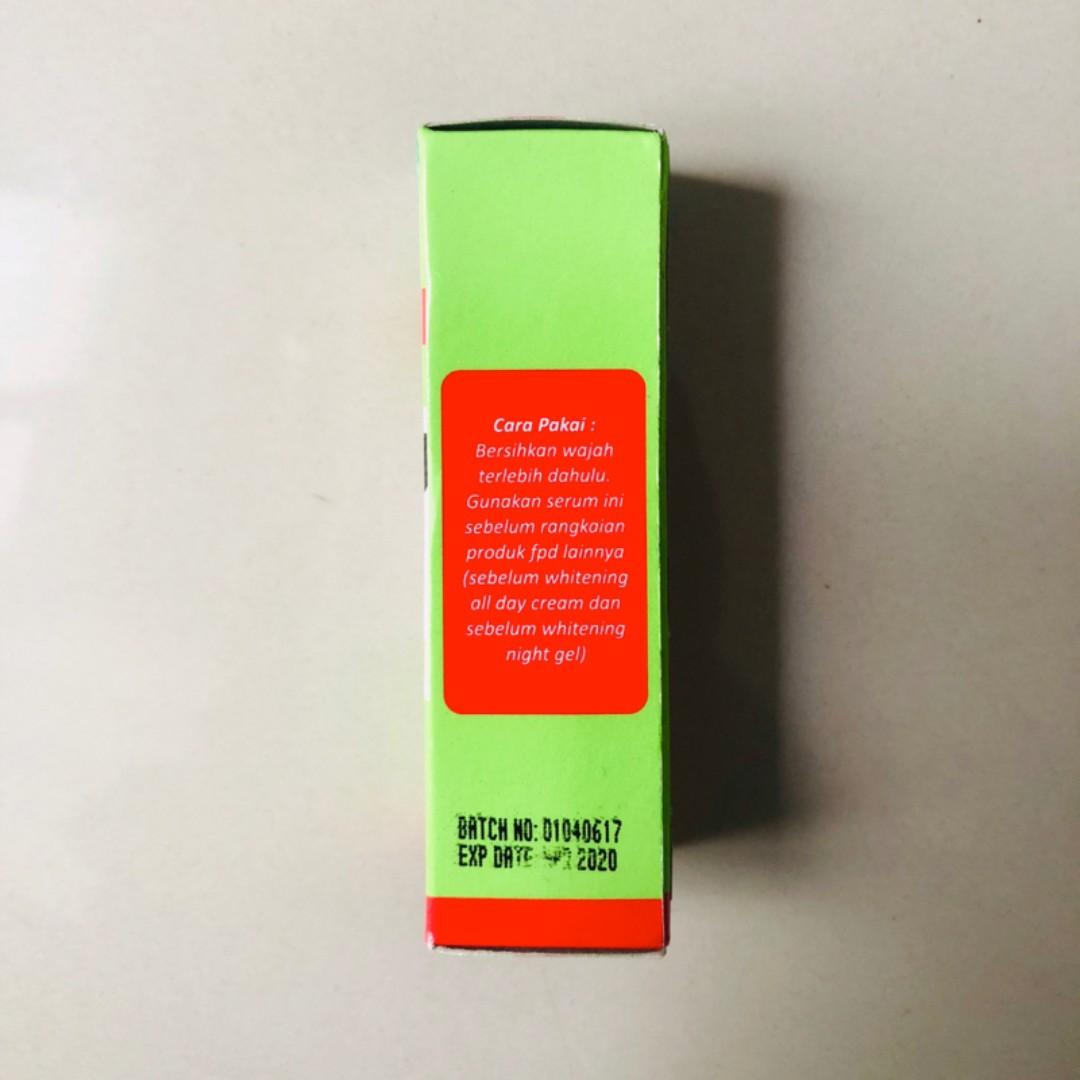 Cara Pakai :
Bersihkan wajah
terlebih dahulu.
Gunakan serum ini
sebelum rangkaian
produk fpd lainnya
(sebelum whitening
all day cream dan
sebelum whitening
night gel)
BATCH NO: 01040617
EXP DATE 2020